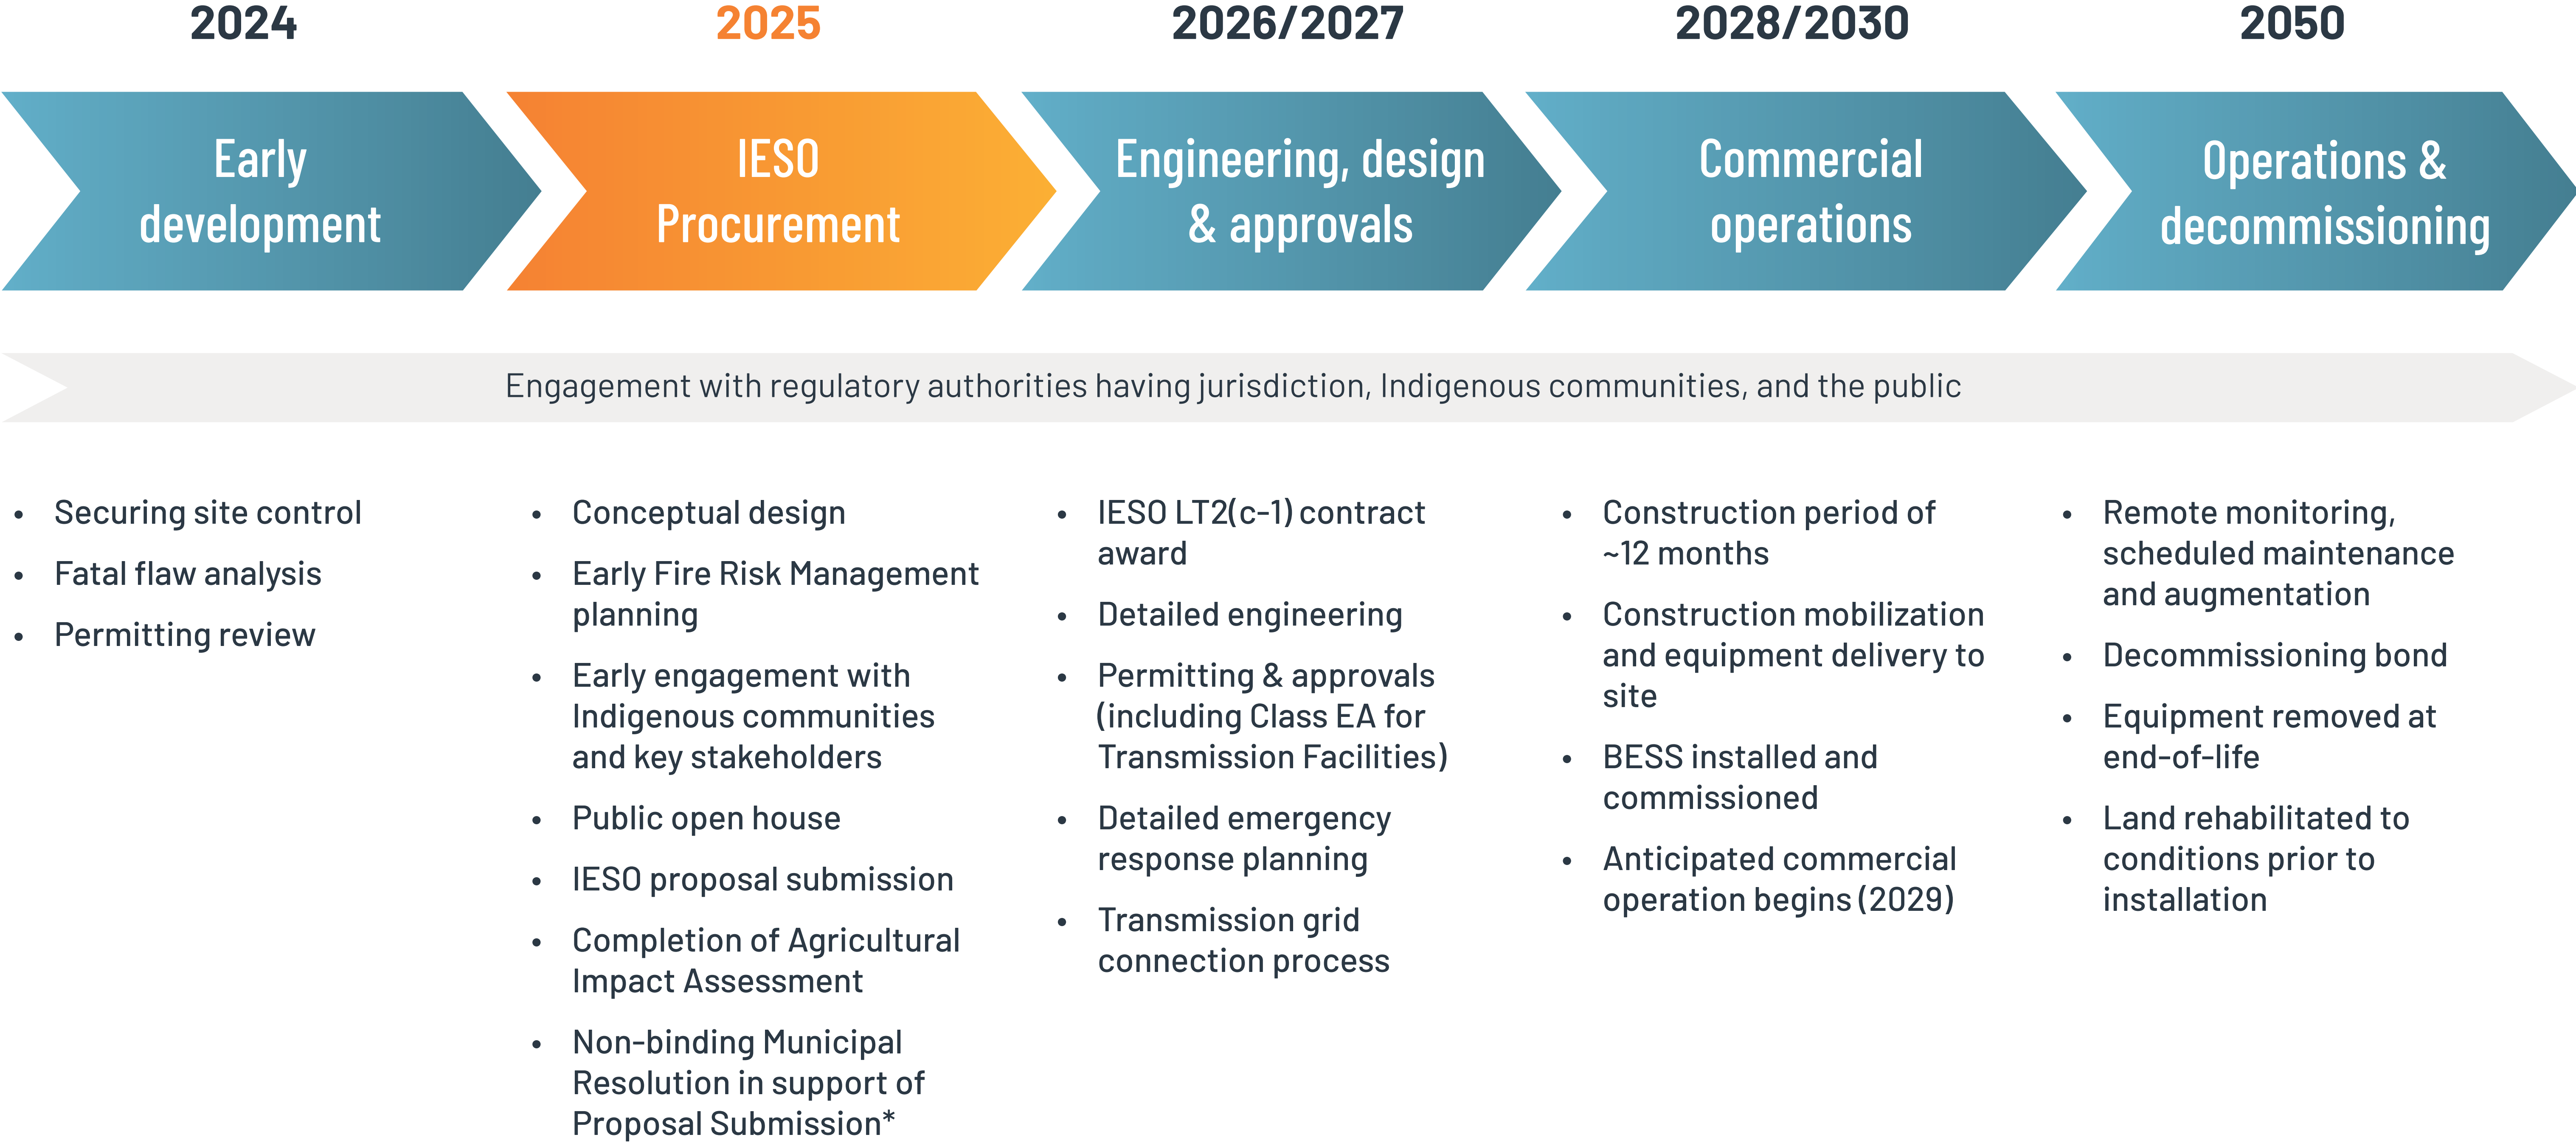 2024
2025
2026/2027
2028/2030
2050
Early
development
IESO
Procurement
Engineering, design
& approvals
Commercial
operations
Operations &
decommissioning
Engagement with regulatory authorities having jurisdiction, Indigenous communities, and the public
• Securing site control
• Fatal flaw analysis
• Permitting review
• Conceptual design
• Early Fire Risk Management
planning
• Early engagement with
Indigenous communities
and key stakeholders
• Public open house
• IESO proposal submission
• Completion of Agricultural
Impact Assessment
• Non-binding Municipal
Resolution in support of
Proposal Submission*
• IESO LT2(c-1) contract
award
• Detailed engineering
• Permitting & approvals
(including Class EA for
Transmission Facilities)
• Detailed emergency
response planning
• Transmission grid
connection process
• Construction period of
~12 months
• Construction mobilization
and equipment delivery to
site
• BESS installed and
commissioned
• Anticipated commercial
operation begins (2029)
• Remote monitoring,
scheduled maintenance
and augmentation
• Decommissioning bond
• Equipment removed at
end-of-life
• Land rehabilitated to
conditions prior to
installation